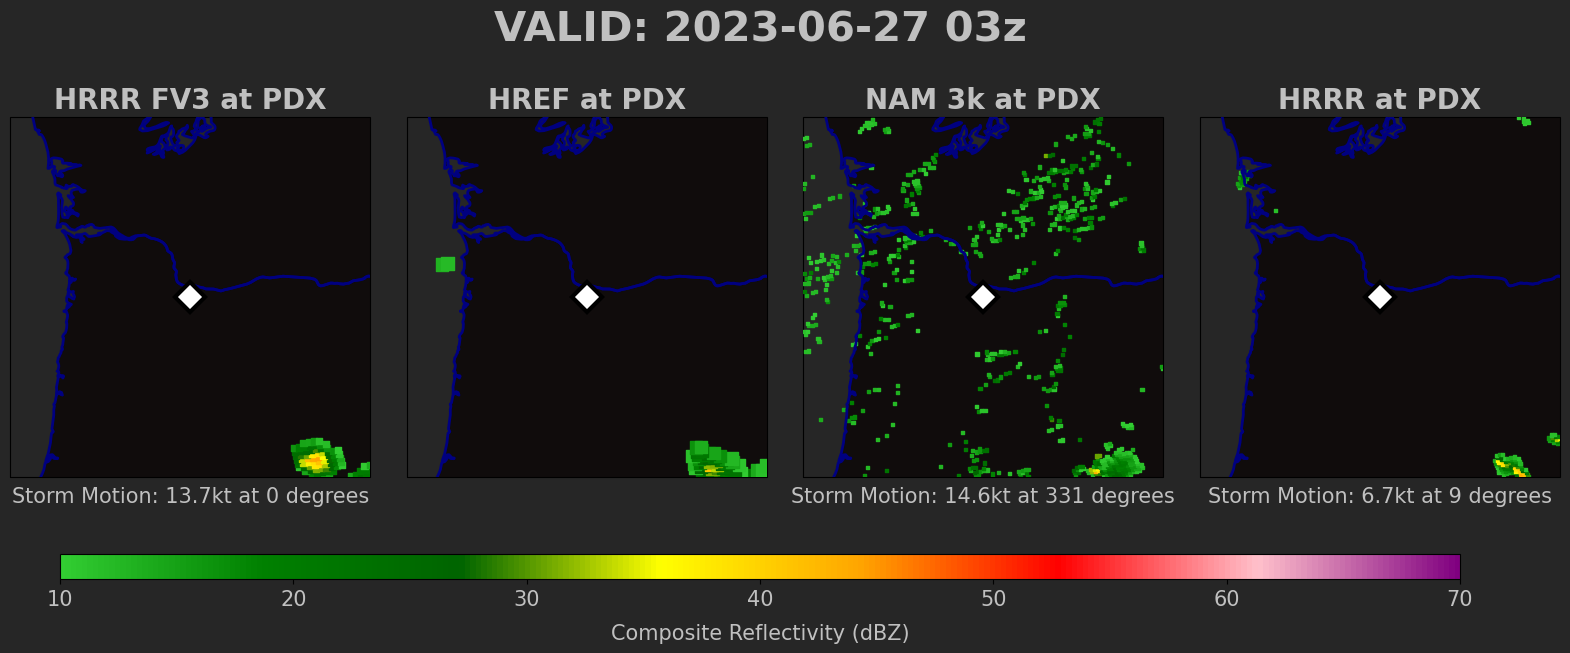 VALID: 2023-06-27 03z
HRRR FV3 at PDX
HREF at PDX
NAM 3k at PDX
HRRR at PDX
Storm Motion: 13.7kt at 0 degrees
Storm Motion: 14.6kt at 331 degrees
Storm Motion: 6.7kt at 9 degrees
10 20 30 40 50 60 70
Composite Reflectivity (dBZ)